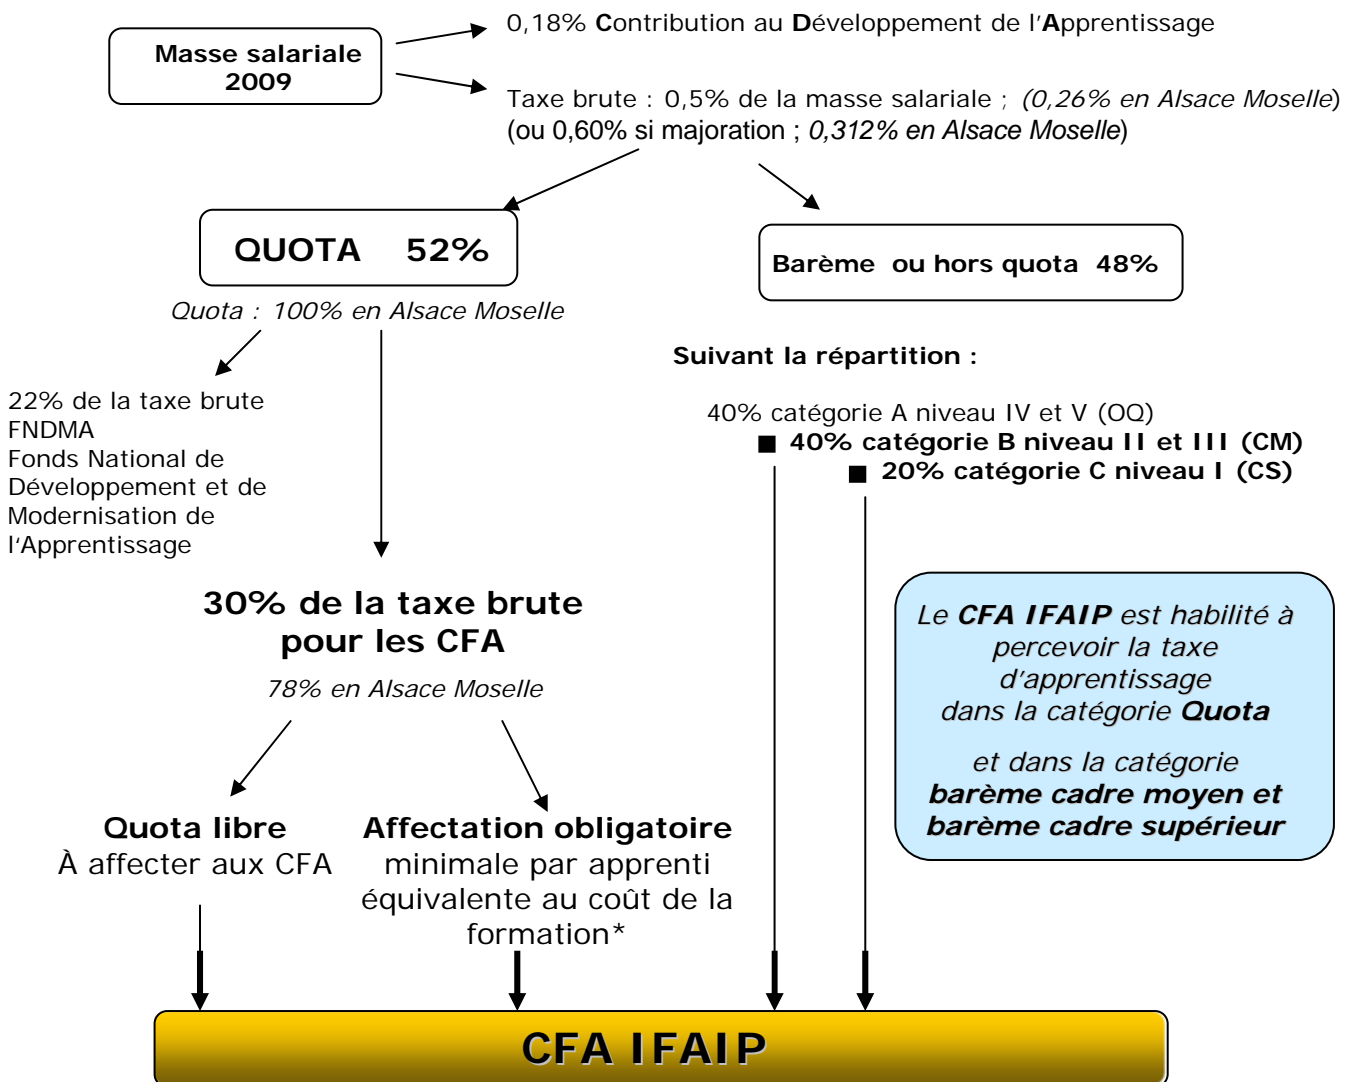 0,18% Contribution au Développement de l'Apprentissage
Masse salariale
2009
Taxe brute : 0,5% de la masse salariale ; (0,26% en Alsace Moselle)
(ou 0,60% si majoration ; 0,312% en Alsace Moselle)
QUOTA 52%
Barème ou hors quota 48%
Quota : 100% en Alsace Moselle
Suivant la répartition :
22% de la taxe brute
FNDMA
Fonds National de
Développement et de
Modernisation de
l'Apprentissage
40% catégorie A niveau IV et V (OQ)
■ 40% catégorie B niveau II et III (CM)
■ 20% catégorie C niveau I (CS)
30% de la taxe brute
pour les CFA
78% en Alsace Moselle
Le CFA IFAIP est habilité à
percevoir la taxe
d'apprentissage
dans la catégorie Quota
et dans la catégorie
barème cadre moyen et
barème cadre supérieur
Quota libre
À affecter aux CFA
Affectation obligatoire
minimale par apprenti
équivalente au coût de la
formation*
CFA IFAIP